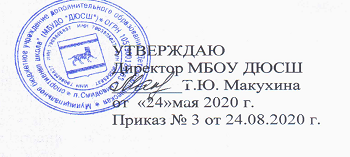 УТВЕРЖДАЮ
Директор МБОУ ДЮСШ
Т.Ю. Макухина
от «24»мая 2020 г.
Приказ № 3 от 24.08.2020 г.